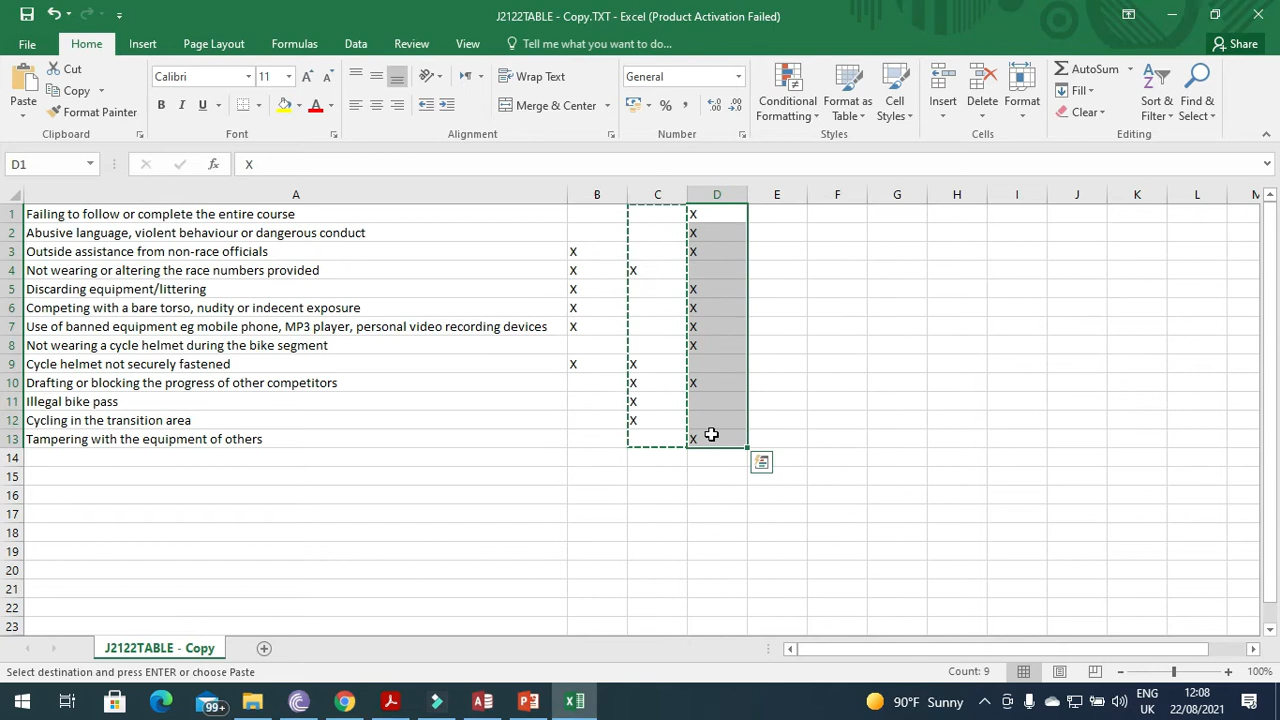 J2122TABLE - Copy.TXT - Excel (Product Activation Failed)
File Home Insert Page Layout Formulas Data Review View Tell me what you want to do... Share
Paste Cut Copy Format Painter Clipboard
Calibri 11 A A B I U A Font
Wrap Text Merge & Center Alignment
General % , Number
Conditional Formatting Format as Table Cell Styles Styles
Insert Delete Format Cells
AutoSum Fill Clear Sort & Filter Find & Select Editing
D1 fx X
A B C D E F G H I J K L M
1 Failing to follow or complete the entire course X
2 Abusive language, violent behaviour or dangerous conduct X
3 Outside assistance from non-race officials X X
4 Not wearing or altering the race numbers provided X X
5 Discarding equipment/littering X X
6 Competing with a bare torso, nudity or indecent exposure X X
7 Use of banned equipment eg mobile phone, MP3 player, personal video recording devices X X
8 Not wearing a cycle helmet during the bike segment X
9 Cycle helmet not securely fastened X X
10 Drafting or blocking the progress of other competitors X X
11 Illegal bike pass X
12 Cycling in the transition area X
13 Tampering with the equipment of others X
14
15
16
17
18
19
20
21
22
23
J2122TABLE - Copy
Select destination and press ENTER or choose Paste Count: 9 100%
99+ 90°F Sunny ENG UK 12:08 22/08/2021